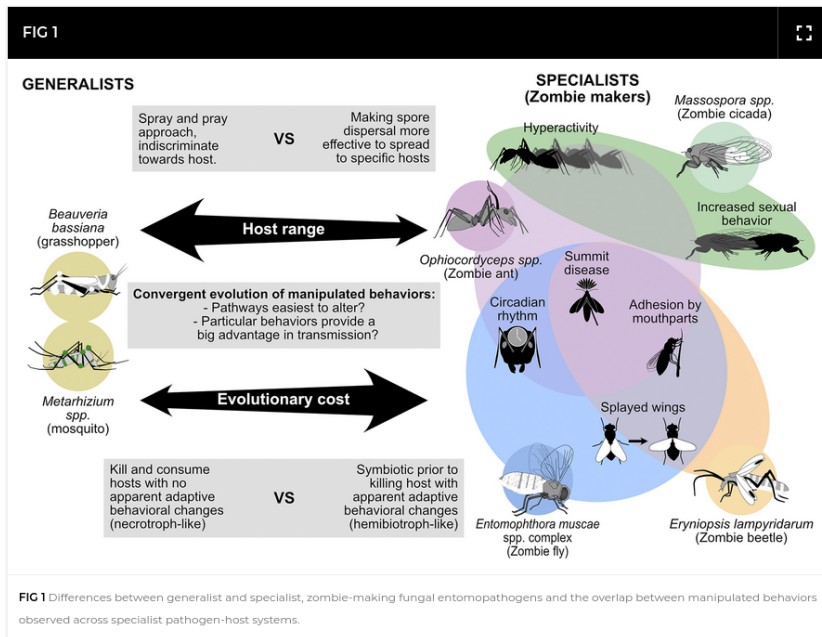 FIG 1
GENERALISTS
SPECIALISTS
(Zombie makers)
Spray and pray
approach,
indiscriminate
towards host.
VS
Making spore
dispersal more
effective to spread
to specific hosts
Hyperactivity
Massospora spp.
(Zombie cicada)
Increased sexual
behavior
Beauveria
bassiana
(grasshopper)
Host range
Ophiocordyceps spp.
(Zombie ant)
Summit
disease
Circadian
rhythm
Adhesion by
mouthparts
Convergent evolution of manipulated behaviors:
- Pathways easiest to alter?
- Particular behaviors provide a
big advantage in transmission?
Metarhizium
spp.
(mosquito)
Evolutionary cost
Splayed wings
Kill and consume
hosts with no
apparent adaptive
behavioral changes
(necrotroph-like)
VS
Symbiotic prior to
killing host with
apparent adaptive
behavioral changes
(hemibiotroph-like)
Entomophthora muscae
spp. complex
(Zombie fly)
Eryniopsis lampyridarum
(Zombie beetle)
FIG 1 Differences between generalist and specialist, zombie-making fungal entomopathogens and the overlap between manipulated behaviors
observed across specialist pathogen-host systems.